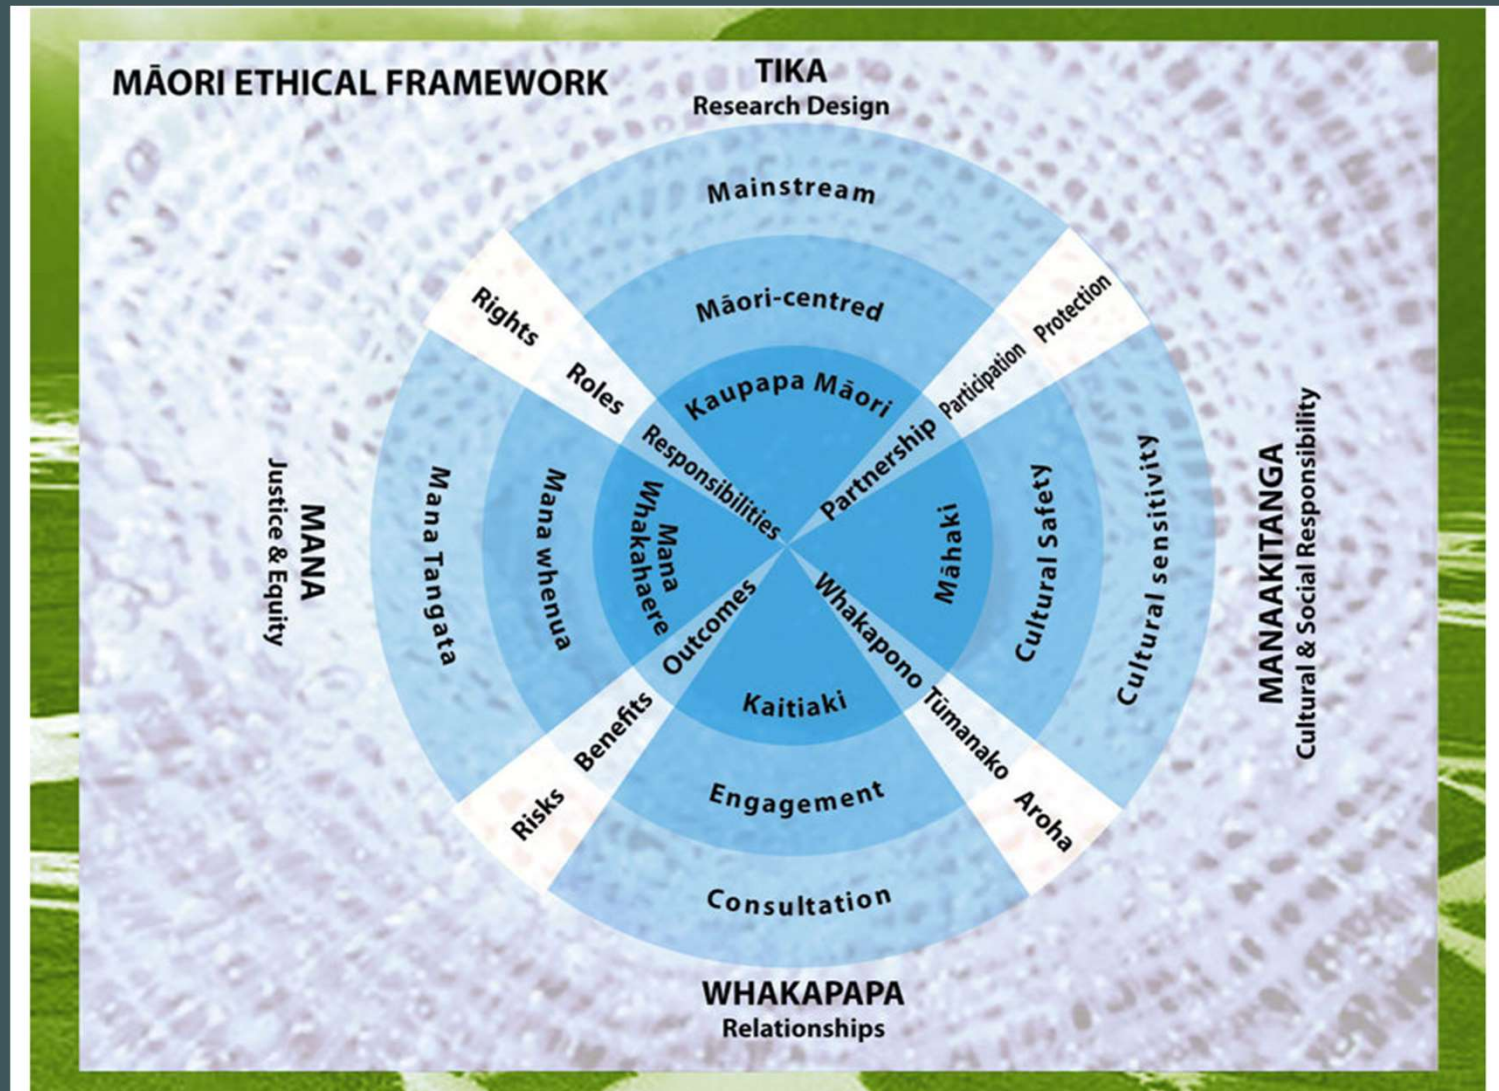 MĀORI ETHICAL FRAMEWORK
TIKA
Research Design
Mainstream
Māori-centred
Kaupapa Māori
Rights
Roles
Responsibilities
Protection
Participation
Partnership
MANA
Justice & Equity
Mana Tangata
Mana whenua
Mana
Whakahaere
Māhaki
Cultural Safety
Cultural sensitivity
MANAAKITANGA
Cultural & Social Responsibility
Outcomes
Benefits
Risks
Whakapono
Tūmanako
Aroha
Kaitiaki
Engagement
Consultation
WHAKAPAPA
Relationships